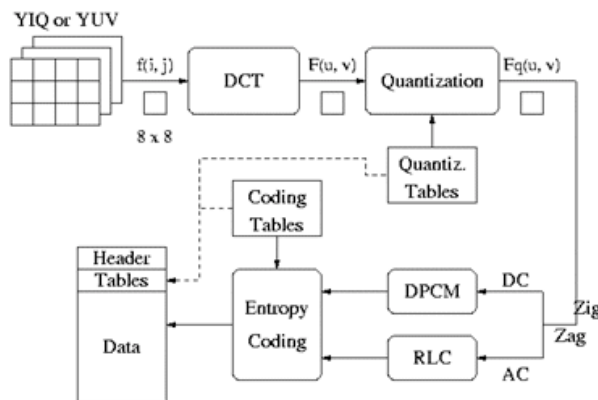 YIQ or YUV
f(i, j)
F(u, v)
Fq(u, v)
DCT
Quantization
8 x 8
Quantiz.
Tables
Coding
Tables
Header
Tables
Data
Entropy
Coding
DPCM
DC
RLC
AC
Zig
Zag